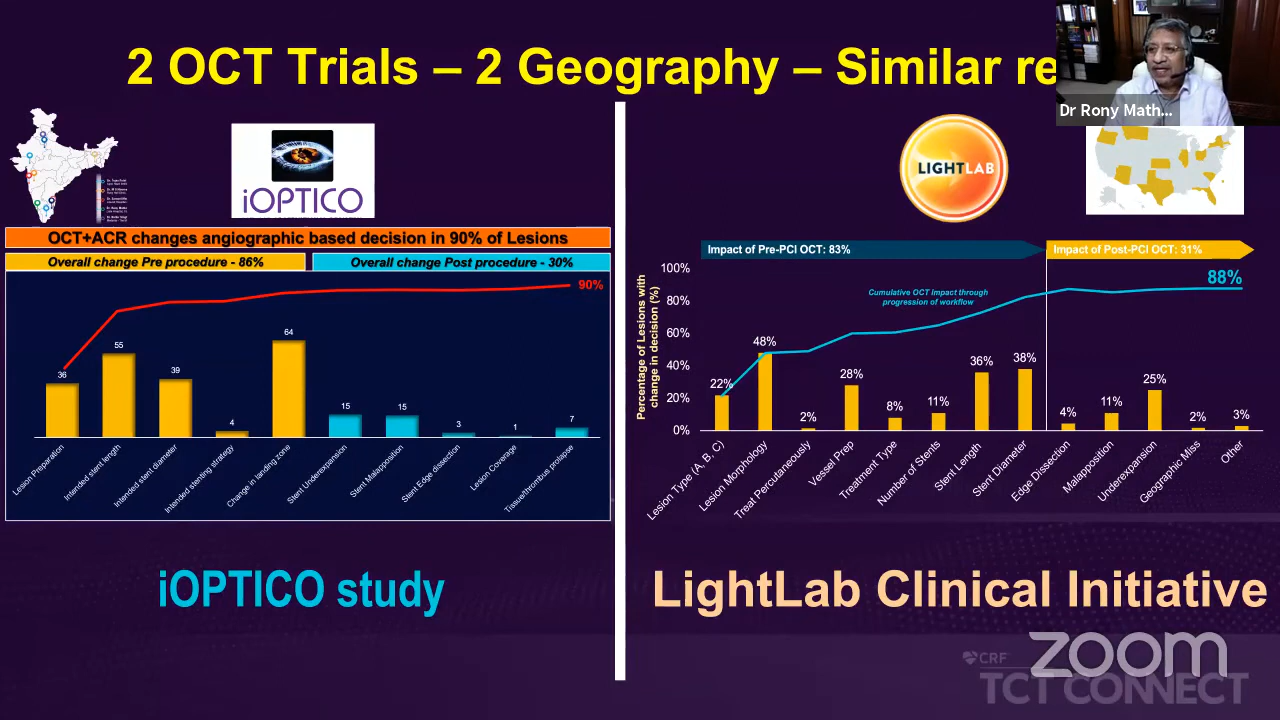 2 OCT Trials – 2 Geography – Similar re
Dr Rony Math...
iOPTICO
LIGHTLAB
OCT+ACR changes angiographic based decision in 90% of Lesions
Overall change Pre procedure - 86%
Overall change Post procedure - 30%
90%
36
55
39
4
64
15
15
3
1
7
Lesion Preparation
Intended stent length
Intended stent diameter
Intended stenting strategy
Change in landing zone
Stent Underexpansion
Stent Malapposition
Stent Edge dissection
Lesion Coverage
Tissue/thrombus prolapse
Impact of Pre-PCI OCT: 83%
Impact of Post-PCI OCT: 31%
Percentage of Lesions with
change in decision (%)
100%
80%
60%
40%
20%
0%
Cumulative OCT Impact through
progression of workflow
88%
22%
48%
2%
28%
8%
11%
36%
38%
4%
11%
25%
2%
3%
Lesion Type (A, B, C)
Lesion Morphology
Treat Percutaneously
Vessel Prep
Treatment Type
Number of Stents
Stent Length
Stent Diameter
Edge Dissection
Malapposition
Underexpansion
Geographic Miss
Other
iOPTICO study
LightLab Clinical Initiative
zoom
CRF
TCT CONNECT